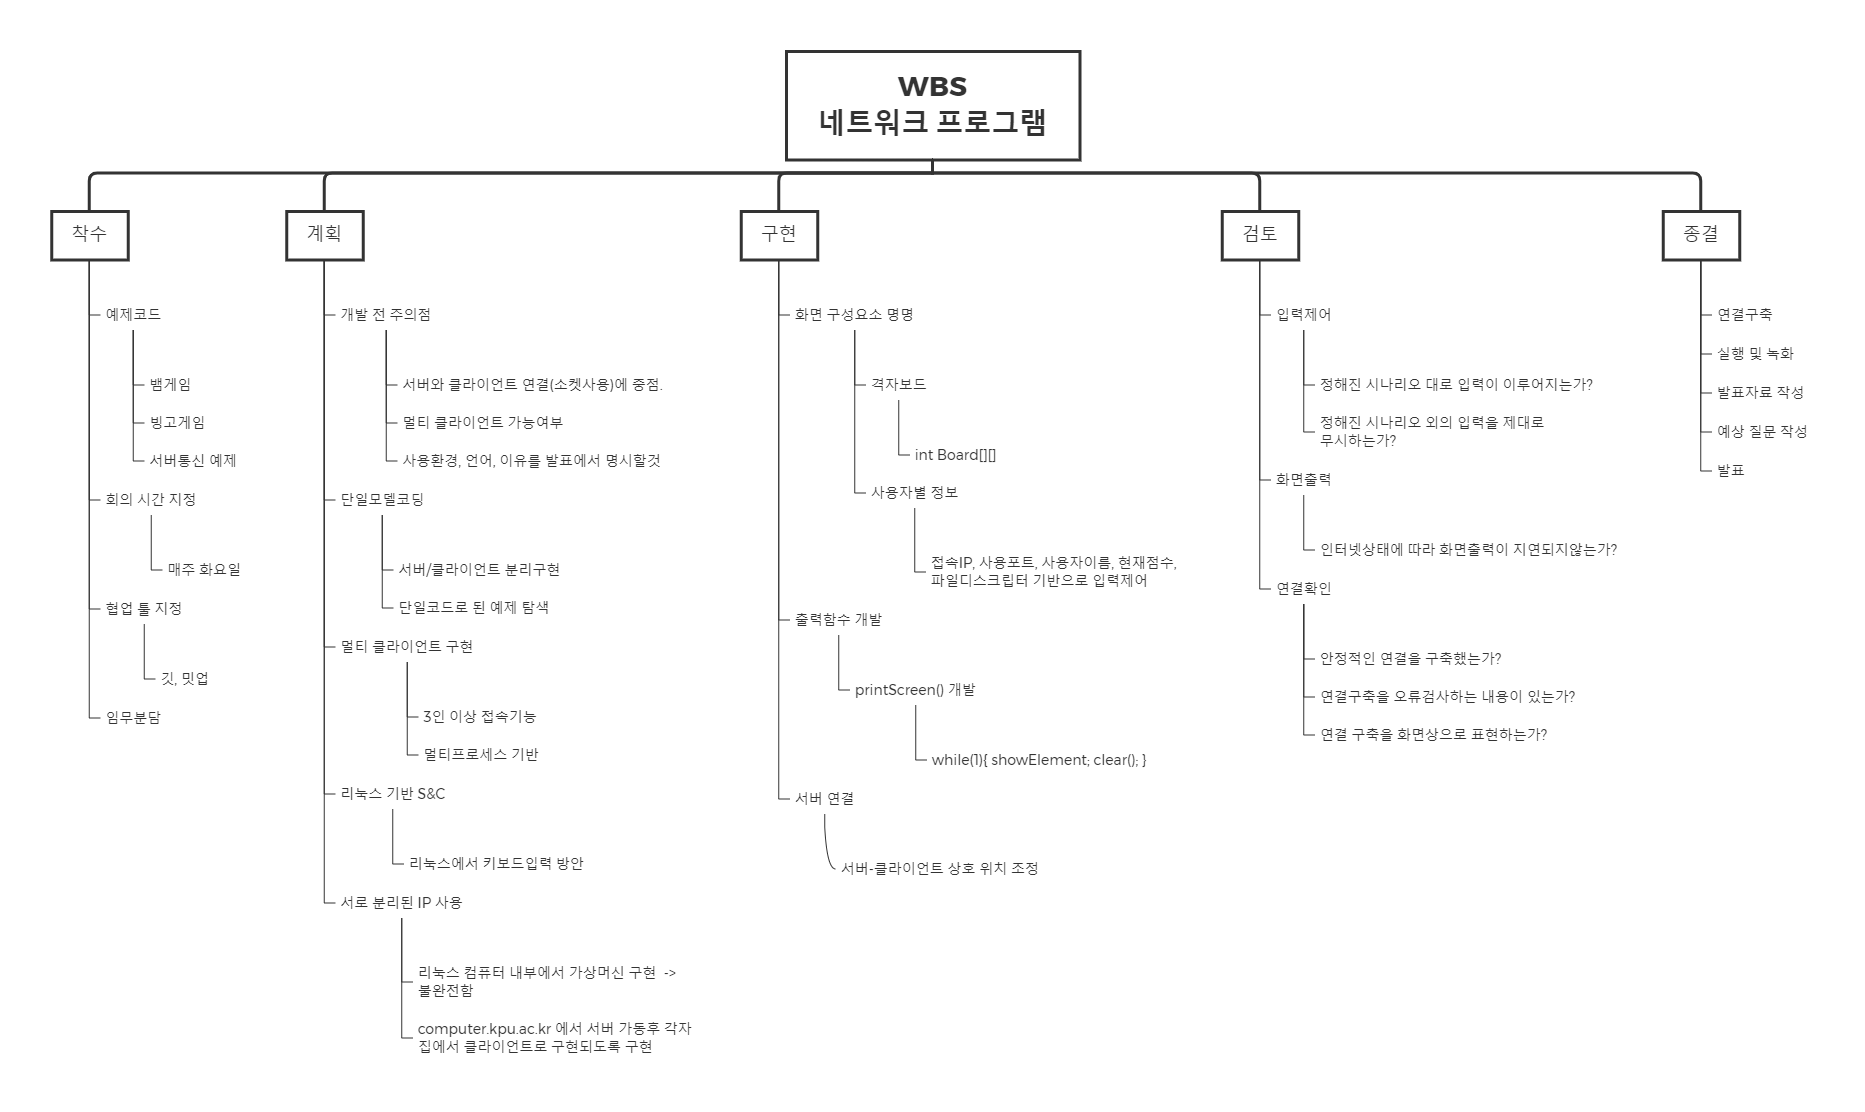 WBS
네트워크 프로그램
착수
예제코드
뱀게임
빙고게임
서버통신 예제
회의 시간 지정
매주 화요일
협업 툴 지정
깃, 밋업
임무분담
계획
개발 전 주의점
서버와 클라이언트 연결(소켓사용)에 중점.
멀티 클라이언트 가능여부
사용환경, 언어, 이유를 발표에서 명시할것
단일모델코딩
서버/클라이언트 분리구현
단일코드로 된 예제 탐색
멀티 클라이언트 구현
3인 이상 접속기능
멀티프로세스 기반
리눅스 기반 S&C
리눅스에서 키보드입력 방안
서로 분리된 IP 사용
리눅스 컴퓨터 내부에서 가상머신 구현 ->
불완전함
computer.kpu.ac.kr 에서 서버 가동후 각자
집에서 클라이언트로 구현되도록 구현
구현
화면 구성요소 명명
격자보드
int Board[][]
사용자별 정보
접속IP, 사용포트, 사용자이름, 현재점수,
파일디스크립터 기반으로 입력제어
출력함수 개발
printScreen() 개발
while(1){ showElement; clear(); }
서버 연결
서버-클라이언트 상호 위치 조정
검토
입력제어
정해진 시나리오 대로 입력이 이루어지는가?
정해진 시나리오 외의 입력을 제대로
무시하는가?
화면출력
인터넷상태에 따라 화면출력이 지연되지않는가?
연결확인
안정적인 연결을 구축했는가?
연결구축을 오류검사하는 내용이 있는가?
연결 구축을 화면상으로 표현하는가?
종결
연결구축
실행 및 녹화
발표자료 작성
예상 질문 작성
발표